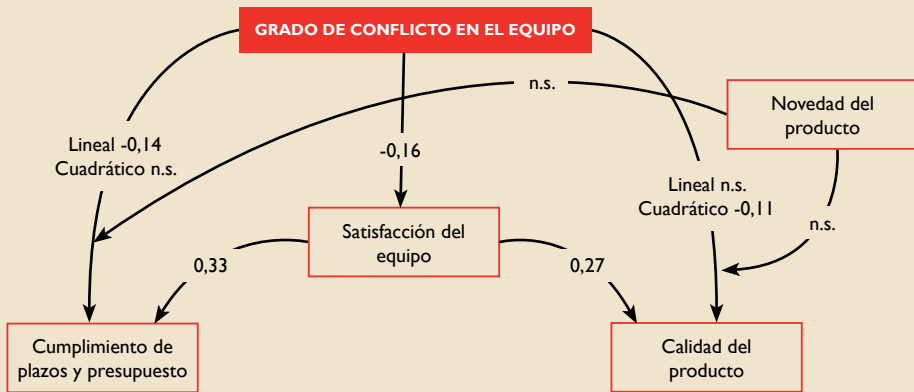 GRADO DE CONFLICTO EN EL EQUIPO
n.s.
Novedad del
producto
Lineal -0,14
Cuadrático n.s.
-0,16
Lineal n.s.
Cuadrático -0,11
n.s.
Satisfacción del
equipo
0,33
0,27
Cumplimiento de
plazos y presupuesto
Calidad del
producto